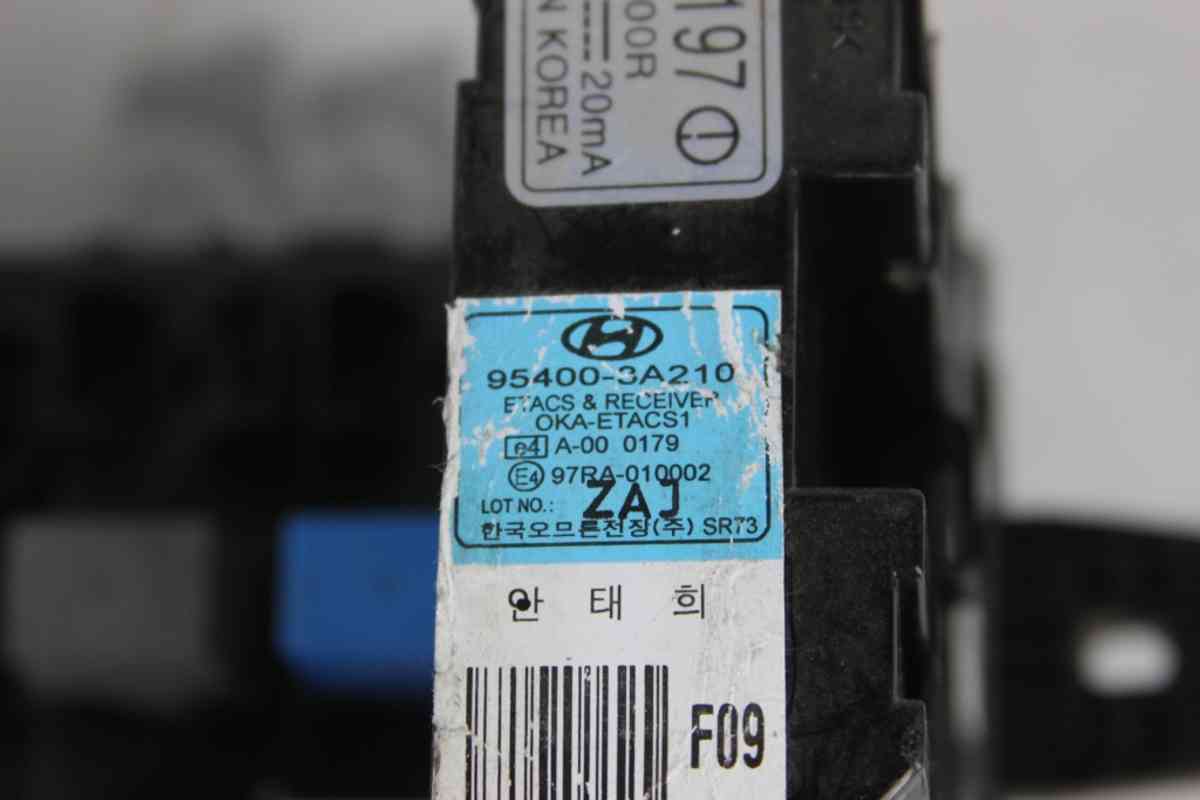 197
00R
20mA
N KOREA
95400-3A210
ETACS & RECEIVER
OKA-ETACS1
e4 A-00 0179
E4 97RA-010002
LOT NO.: ZAJ
한국오므론전장(주) SR73
안 태 희
F09